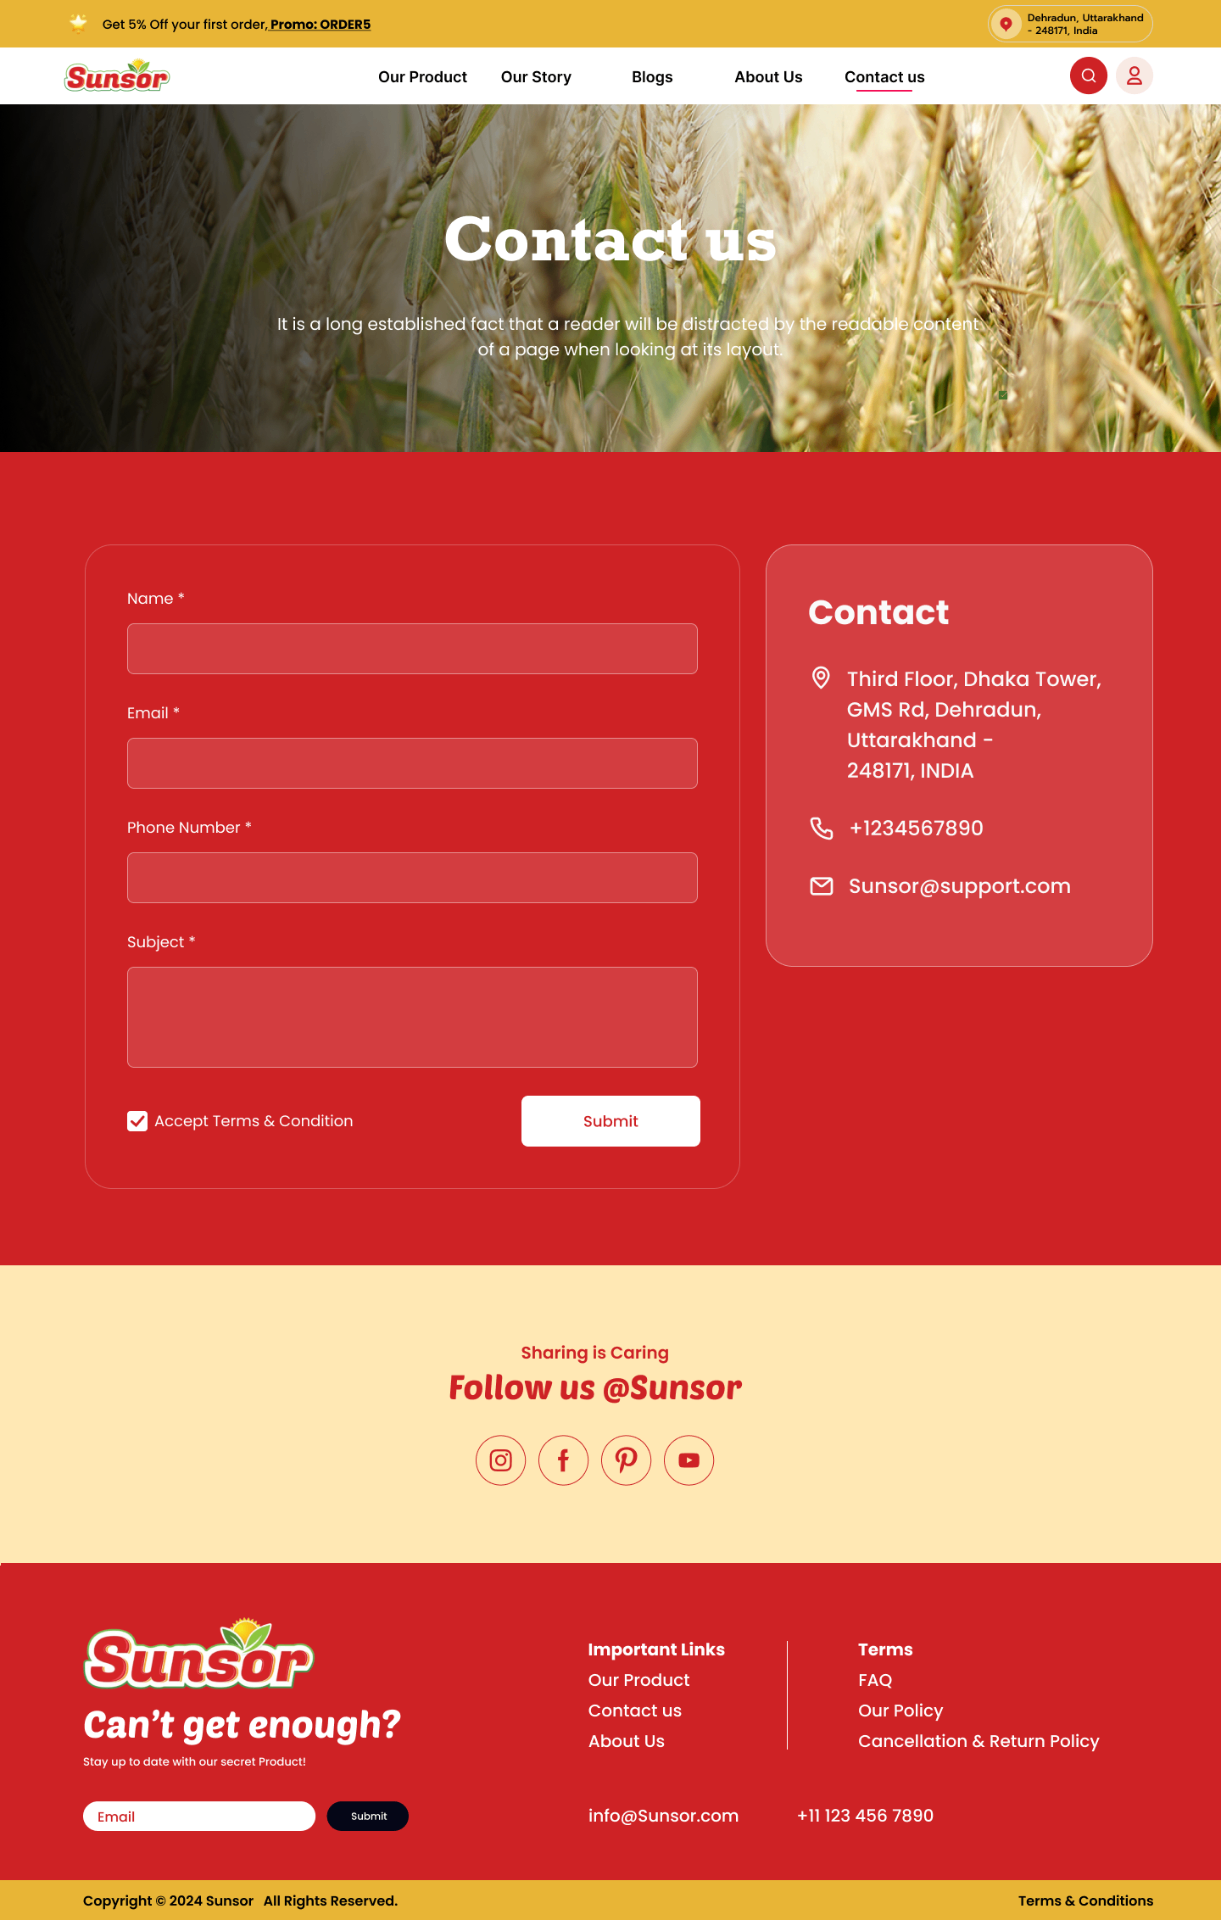 Get 5% Off your first order, Promo: ORDER5
Dehradun, Uttarakhand
- 248171, India
Sunsor
Our Product
Our Story
Blogs
About Us
Contact us
Contact us
It is a long established fact that a reader will be distracted by the readable content
of a page when looking at its layout.
Name *
Email *
Phone Number *
Subject *
Accept Terms & Condition
Submit
Contact
Third Floor, Dhaka Tower,
GMS Rd, Dehradun,
Uttarakhand -
248171, INDIA
+1234567890
Sunsor@support.com
Sharing is Caring
Follow us @Sunsor
Sunsor
Can't get enough?
Stay up to date with our secret Product!
Email
Submit
Important Links
Our Product
Contact us
About Us
Terms
FAQ
Our Policy
Cancellation & Return Policy
info@Sunsor.com
+11 123 456 7890
Copyright © 2024 Sunsor All Rights Reserved.
Terms & Conditions